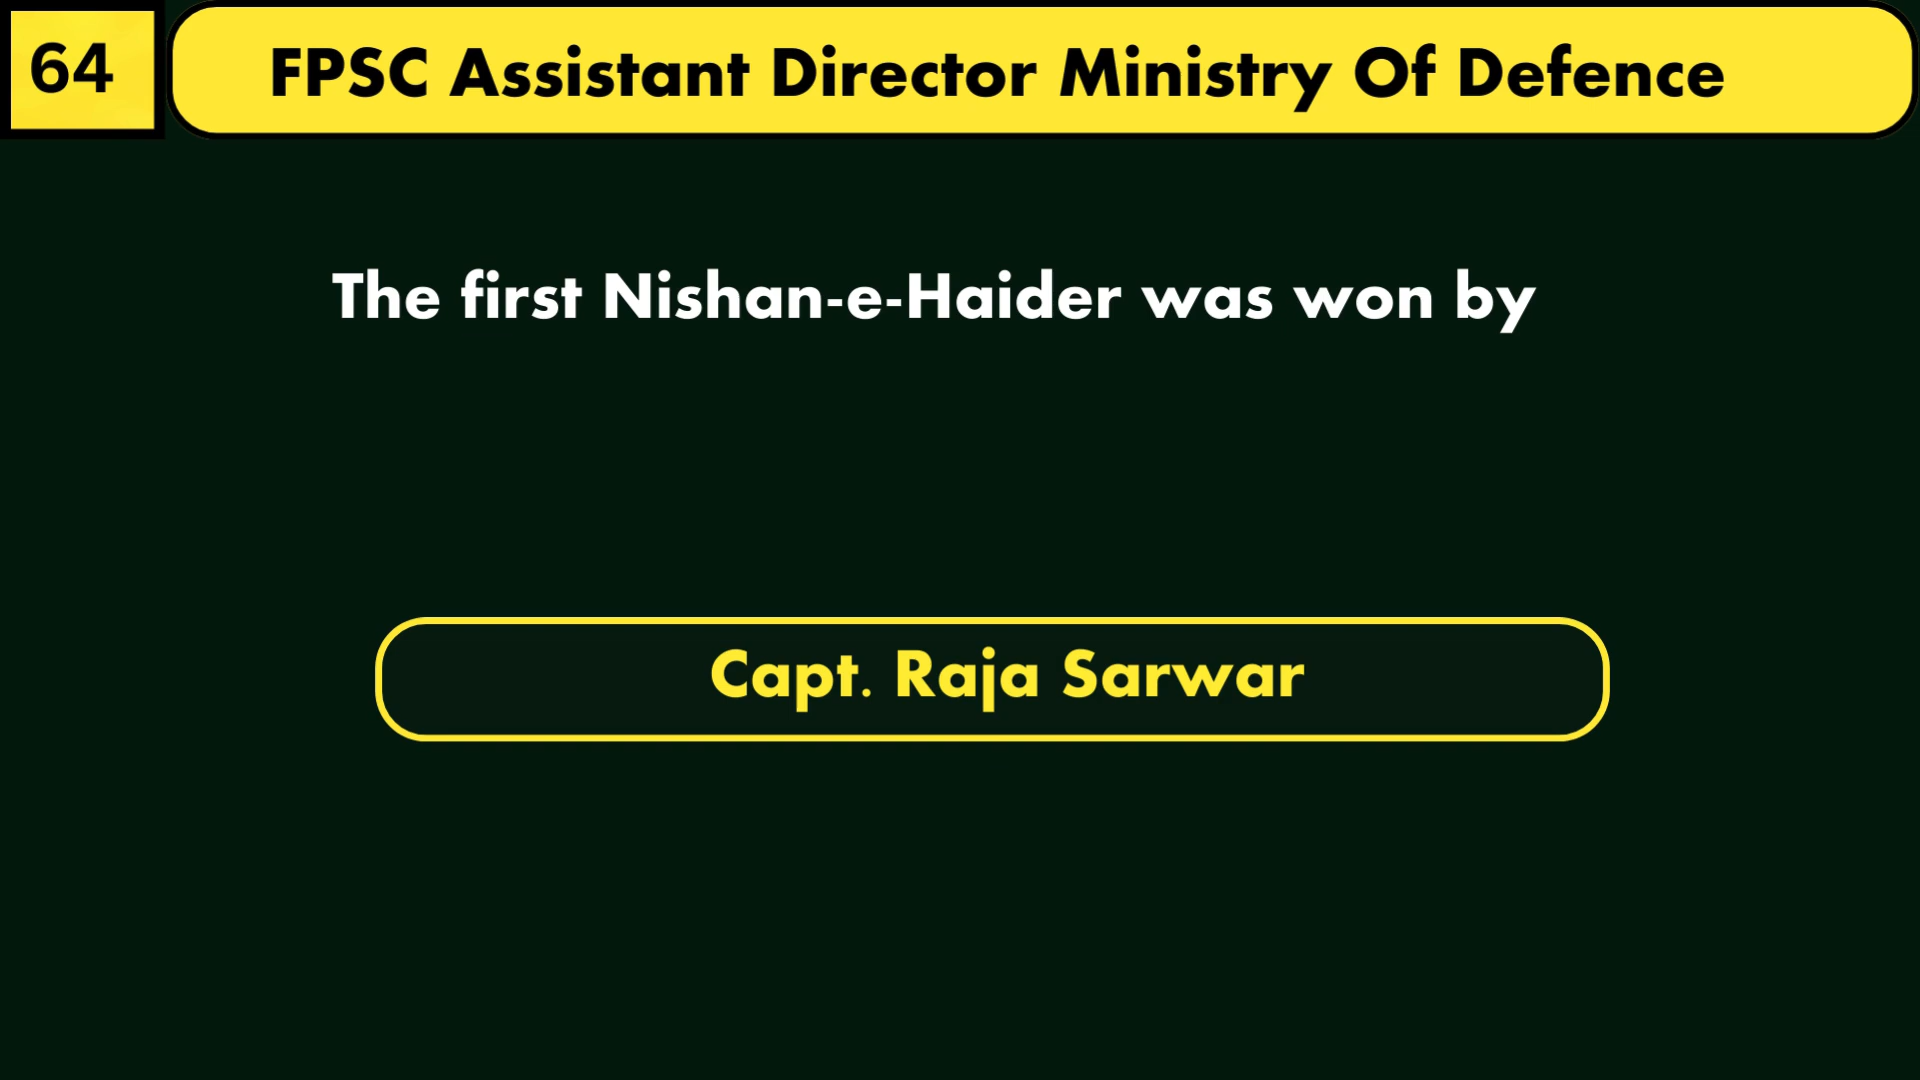 64
FPSC Assistant Director Ministry Of Defence
The first Nishan-e-Haider was won by
Capt. Raja Sarwar